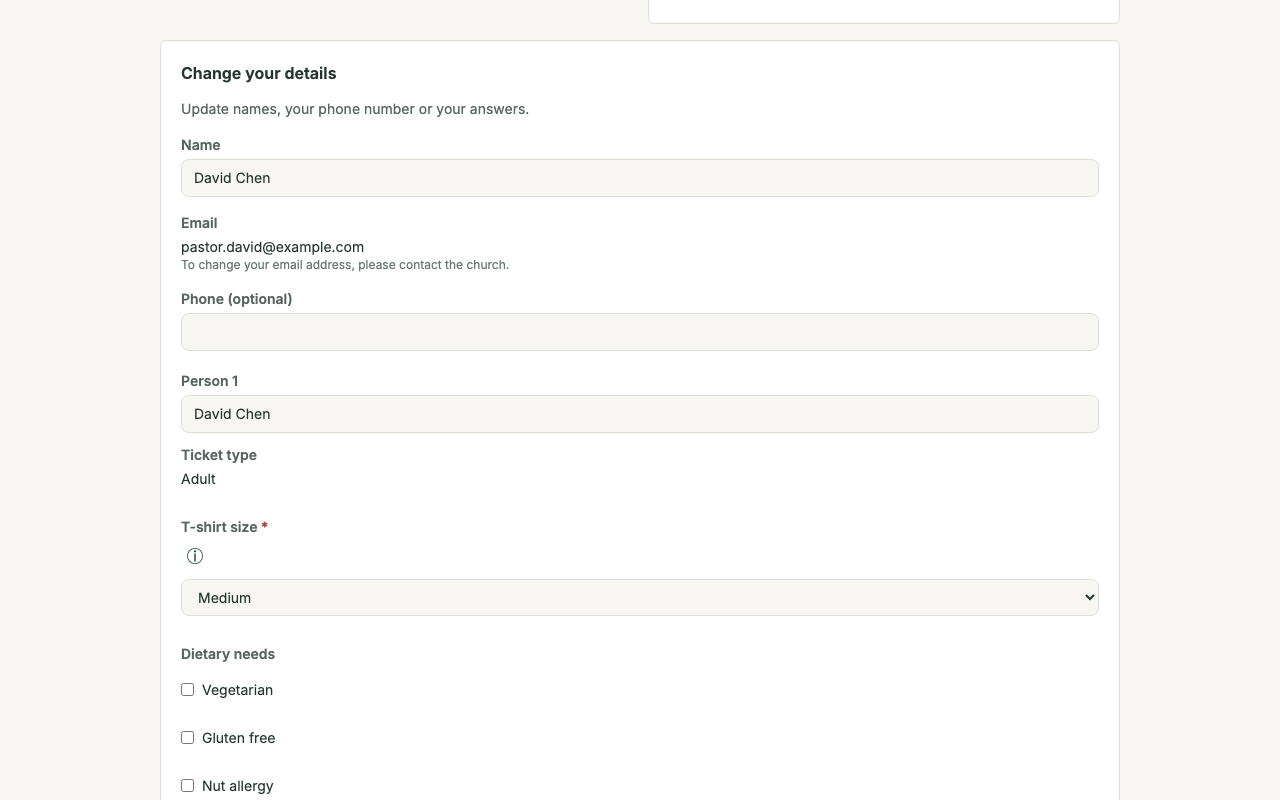 Change your details
Update names, your phone number or your answers.
Name
David Chen
Email
pastor.david@example.com
To change your email address, please contact the church.
Phone (optional)
Person 1
David Chen
Ticket type
Adult
T-shirt size *
ⓘ
Medium
Dietary needs
Vegetarian
Gluten free
Nut allergy